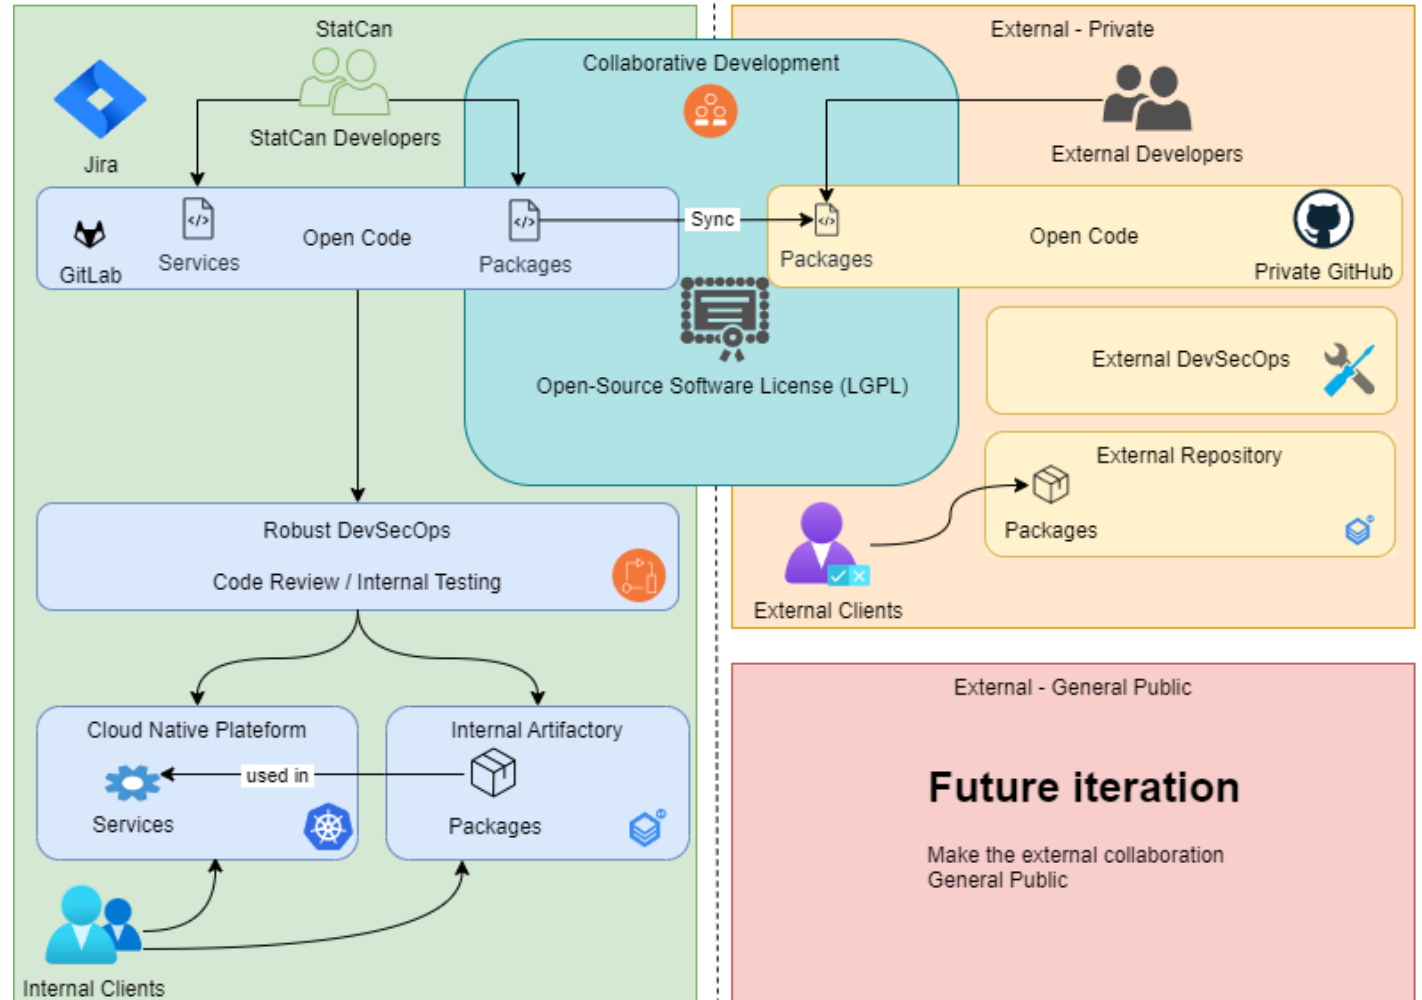 StatCan
External - Private
Collaborative Development
Jira
StatCan Developers
External Developers
GitLab
Services
Open Code
Packages
Sync
Packages
Open Code
Private GitHub
Open-Source Software License (LGPL)
External DevSecOps
External Repository
Packages
External Clients
Robust DevSecOps
Code Review / Internal Testing
Cloud Native Plateform
Services
used in
Internal Artifactory
Packages
Internal Clients
External - General Public
Future iteration
Make the external collaboration
General Public